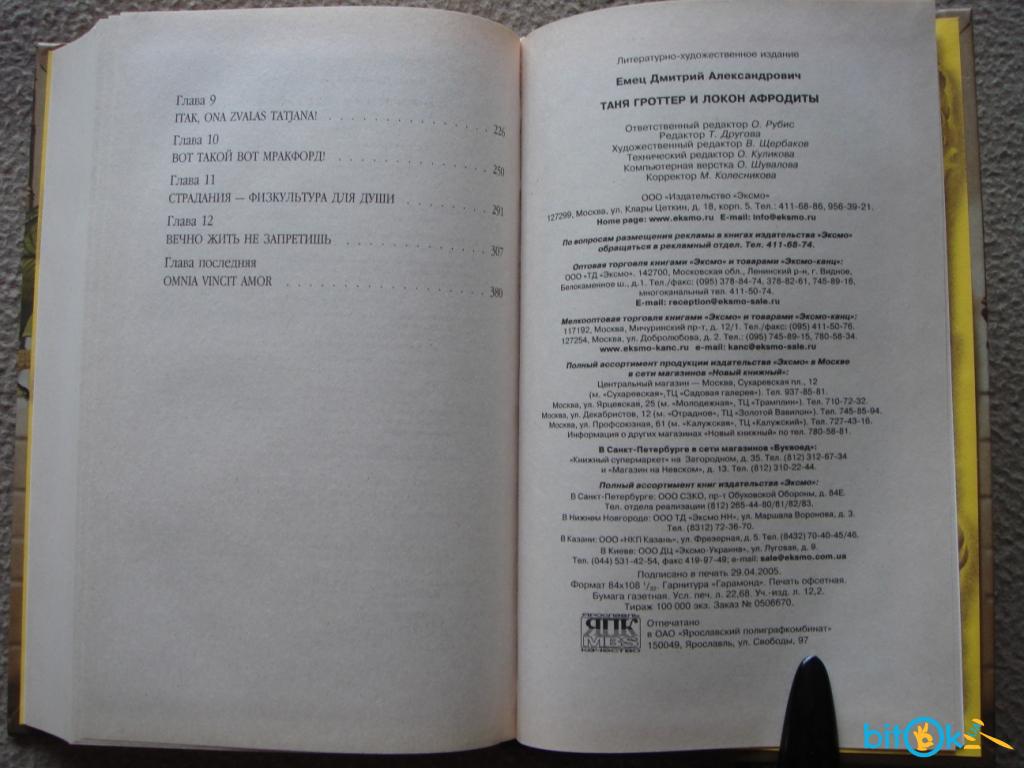 Глава 9
ITAK, ONA ZVALAS TATJANA!
226
Глава 10
ВОТ ТАКОЙ ВОТ МРАКФОРД!
250
Глава 11
СТРАДАНИЯ — ФИЗКУЛЬТУРА ДЛЯ ДУШИ
291
Глава 12
ВЕЧНО ЖИТЬ НЕ ЗАПРЕТИШЬ
307
Глава последняя
OMNIA VINCIT AMOR
380
Литературно-художественное издание
Емец Дмитрий Александрович
ТАНЯ ГРОТТЕР И ЛОКОН АФРОДИТЫ
Ответственный редактор О. Рубис
Редактор Т. Другова
Художественный редактор В. Щербаков
Технический редактор О. Куликова
Компьютерная верстка О. Шувалова
Корректор М. Колесникова
ООО «Издательство «Эксмо»
127299, Москва, ул. Клары Цеткин, д. 18, корп. 5. Тел.: 411-68-86, 956-39-21.
Home page: www.eksmo.ru E-mail: info@eksmo.ru
По вопросам размещения рекламы в книгах издательства «Эксмо»
обращаться в рекламный отдел. Тел. 411-68-74.
Оптовая торговля книгами «Эксмо» и товарами «Эксмо-канц»:
ООО «ТД «Эксмо». 142700, Московская обл., Ленинский р-н, г. Видное,
Белокаменное ш., д.1. Тел./факс: (095) 378-84-74, 378-82-61, 745-89-16,
многоканальный тел. 411-50-74.
E-mail: reception@eksmo-sale.ru
Мелкооптовая торговля книгами «Эксмо» и товарами «Эксмо-канц»:
117192, Москва, Мичуринский пр-т, д. 12/1. Тел./факс: (095) 411-50-76.
127254, Москва, ул. Добролюбова, д. 2. Тел.: (095) 745-89-15, 780-58-34.
www.eksmo-kanc.ru e-mail: kanc@eksmo-sale.ru
Полный ассортимент продукции издательства «Эксмо» в Москве
в сети магазинов «Новый книжный»:
Центральный магазин — Москва, Сухаревская пл., 12
(м. «Сухаревская», ТЦ «Садовая галерея»). Тел. 937-85-81.
Москва, ул. Ярцевская, 25 (м. «Молодежная», ТЦ «Трамплин»). Тел. 710-72-32.
Москва, ул. Декабристов, 12 (м. «Отрадное», ТЦ «Золотой Вавилон»). Тел. 745-85-94.
Москва, ул. Профсоюзная, 61 (м. «Калужская», ТЦ «Калужский»). Тел. 727-43-16.
Информация о других магазинах «Новый книжный» по тел. 780-58-81.
В Санкт-Петербурге в сети магазинов «Буквоед»:
«Книжный супермаркет» на Загородном, д. 35. Тел. (812) 312-67-34
и «Магазин на Невском», д. 13. Тел. (812) 310-22-44.
Полный ассортимент книг издательства «Эксмо»:
В Санкт-Петербурге: ООО СЗКО, пр-т Обуховской Обороны, д. 84Е.
Тел. отдела реализации (812) 265-44-80/81/82/83.
В Нижнем Новгороде: ООО ТД «Эксмо НН», ул. Маршала Воронова, д. 3.
Тел. (8312) 72-36-70.
В Казани: ООО «НКП Казань», ул. Фрезерная, д. 5. Тел. (8432) 70-40-45/46.
В Киеве: ООО ДЦ «Эксмо-Украина», ул. Луговая, д. 9.
Тел. (044) 531-42-54, факс 419-97-49; e-mail: sale@eksmo.com.ua
Подписано в печать 29.04.2005.
Формат 84x108 1/32. Гарнитура «Гарамонд». Печать офсетная.
Бумага газетная. Усл. печ. л. 22,68. Уч.-изд. л. 12,2.
Тираж 100 000 экз. Заказ № 0506670.
ЯРОСЛАВЛЬ
ЯПК
MBS
КАЧЕСТВО
Отпечатано
в ОАО «Ярославский полиграфкомбинат»
150049, Ярославль, ул. Свободы, 97
bitOk